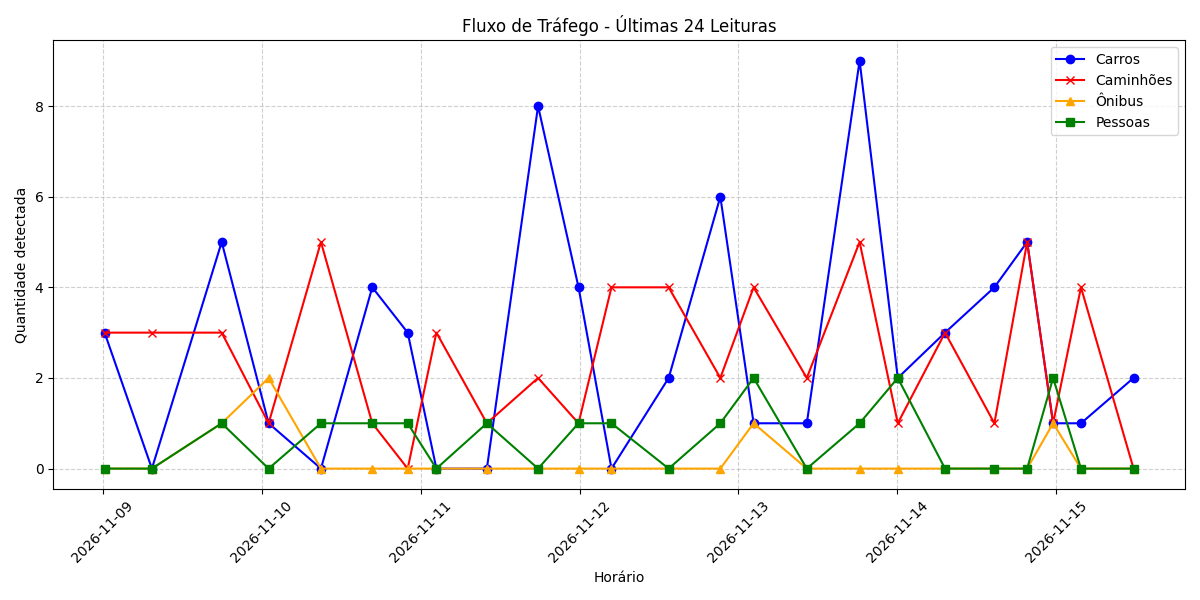 Fluxo de Tráfego - Últimas 24 Leituras
Carros
Caminhões
Ônibus
Pessoas
Quantidade detectada
8
6
4
2
0
2026-11-09
2026-11-10
2026-11-11
2026-11-12
2026-11-13
2026-11-14
2026-11-15
Horário